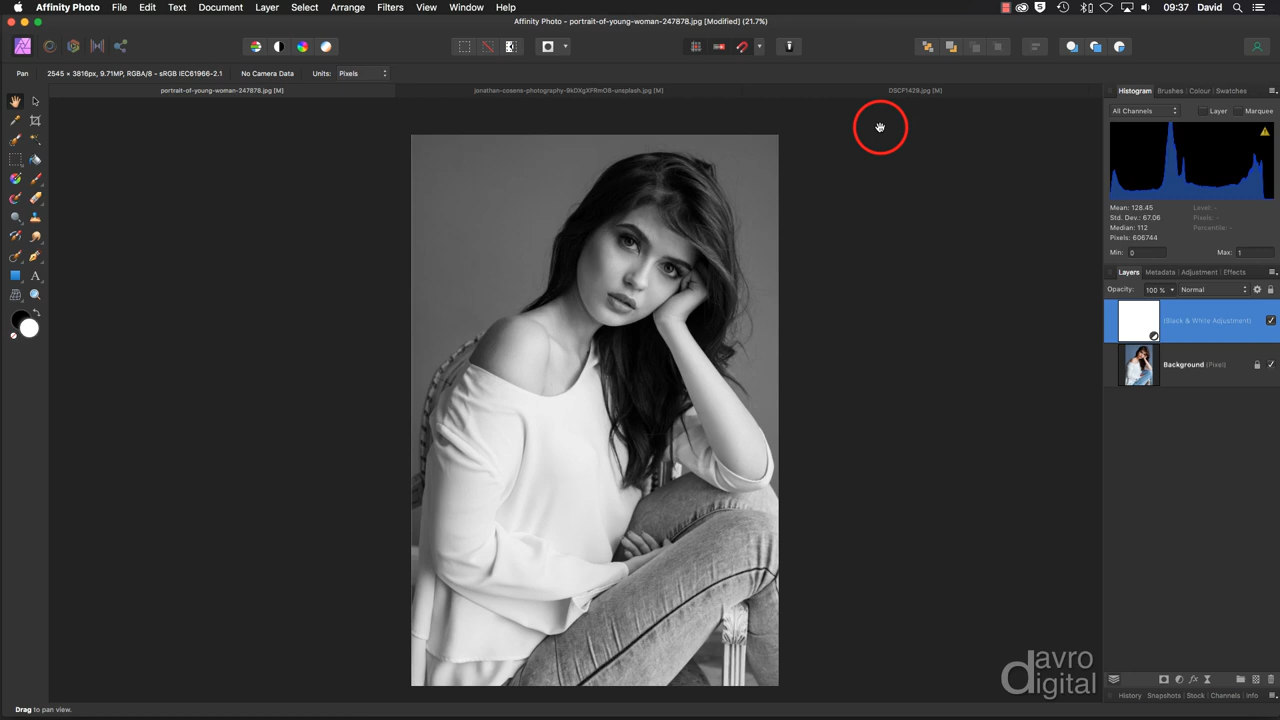 Affinity Photo File Edit Text Document Layer Select Arrange Filters View Window Help 09:37 David
Affinity Photo - portrait-of-young-woman-247878.jpg [Modified] (21.7%)
Pan 2545 × 3816px, 9.71MP, RGBA/8 - sRGB IEC61966-2.1 No Camera Data Units: Pixels
portrait-of-young-woman-247878.jpg [M] jonathan-cosens-photography-9kDXgXFRmO8-unsplash.jpg [M] DSCF1429.jpg [M]
Histogram Brushes Colour Swatches
All Channels Layer Marquee
Mean: 128.45 Level: -
Std. Dev.: 67.06 Pixels: -
Median: 112 Percentile: -
Pixels: 606744
Min: 0 Max: 1
Layers Metadata Adjustment Effects
Opacity: 100 % Normal
(Black & White Adjustment)
Background (Pixel)
davro
digital
History Snapshots Stock Channels Info
Drag to pan view.